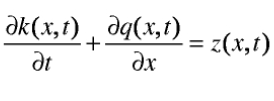 ∂k(x,t)/∂t + ∂q(x,t)/∂x = z(x,t)